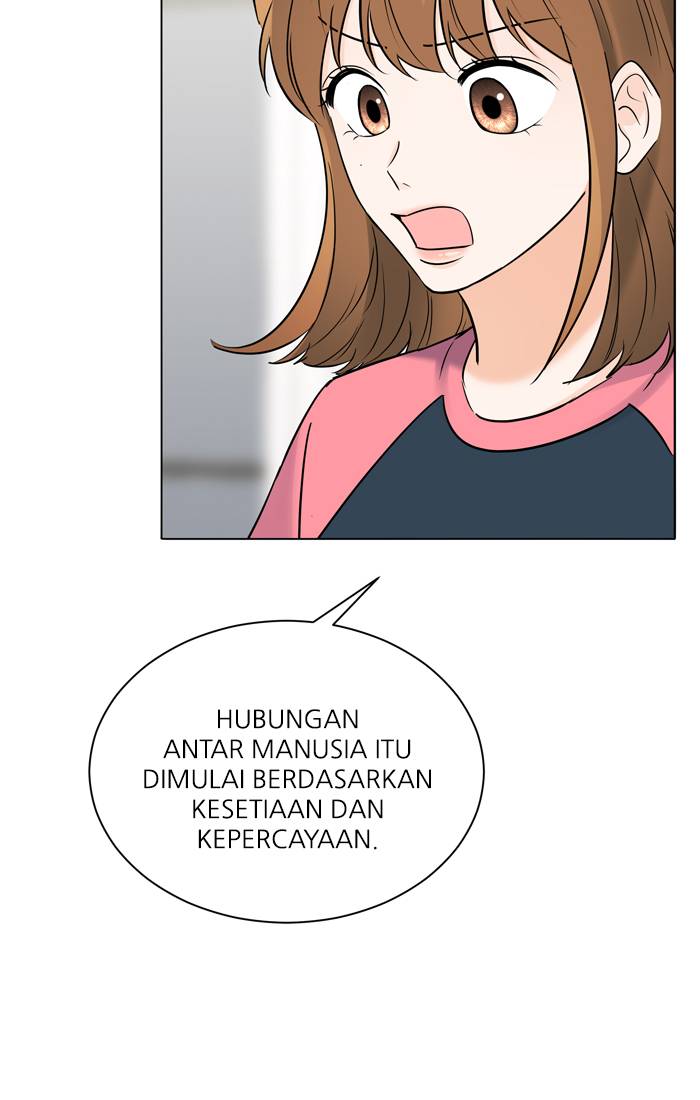 HUBUNGAN
ANTAR MANUSIA ITU
DIMULAI BERDASARKAN
KESETIAAN DAN
KEPERCAYAAN.